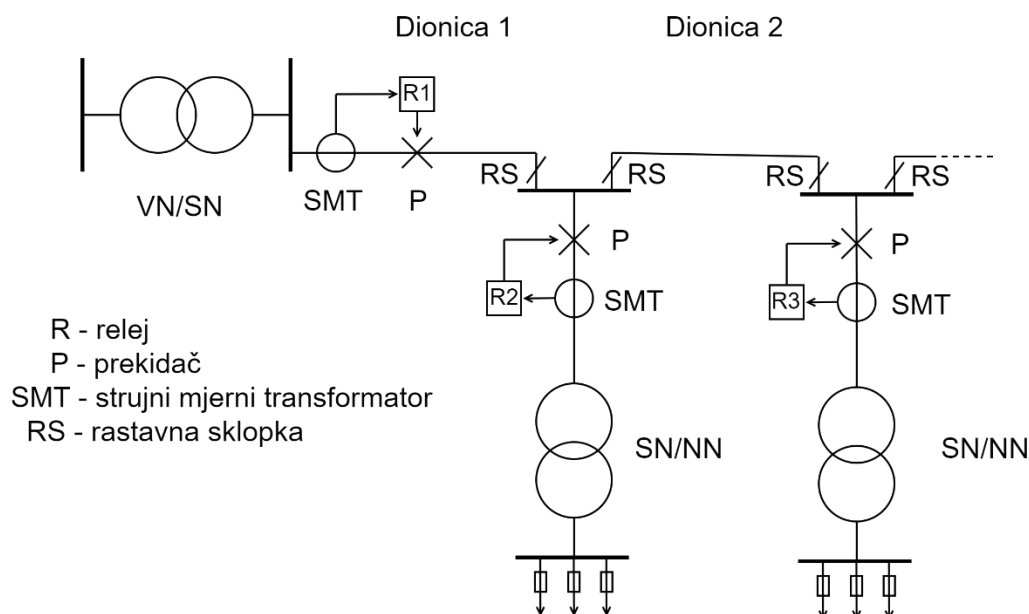 Dionica 1
Dionica 2
R1
RS
RS
RS
RS
VN/SN
SMT
P
P
P
R2
SMT
R3
SMT
R - relej
P - prekidač
SMT - strujni mjerni transformator
RS - rastavna sklopka
SN/NN
SN/NN